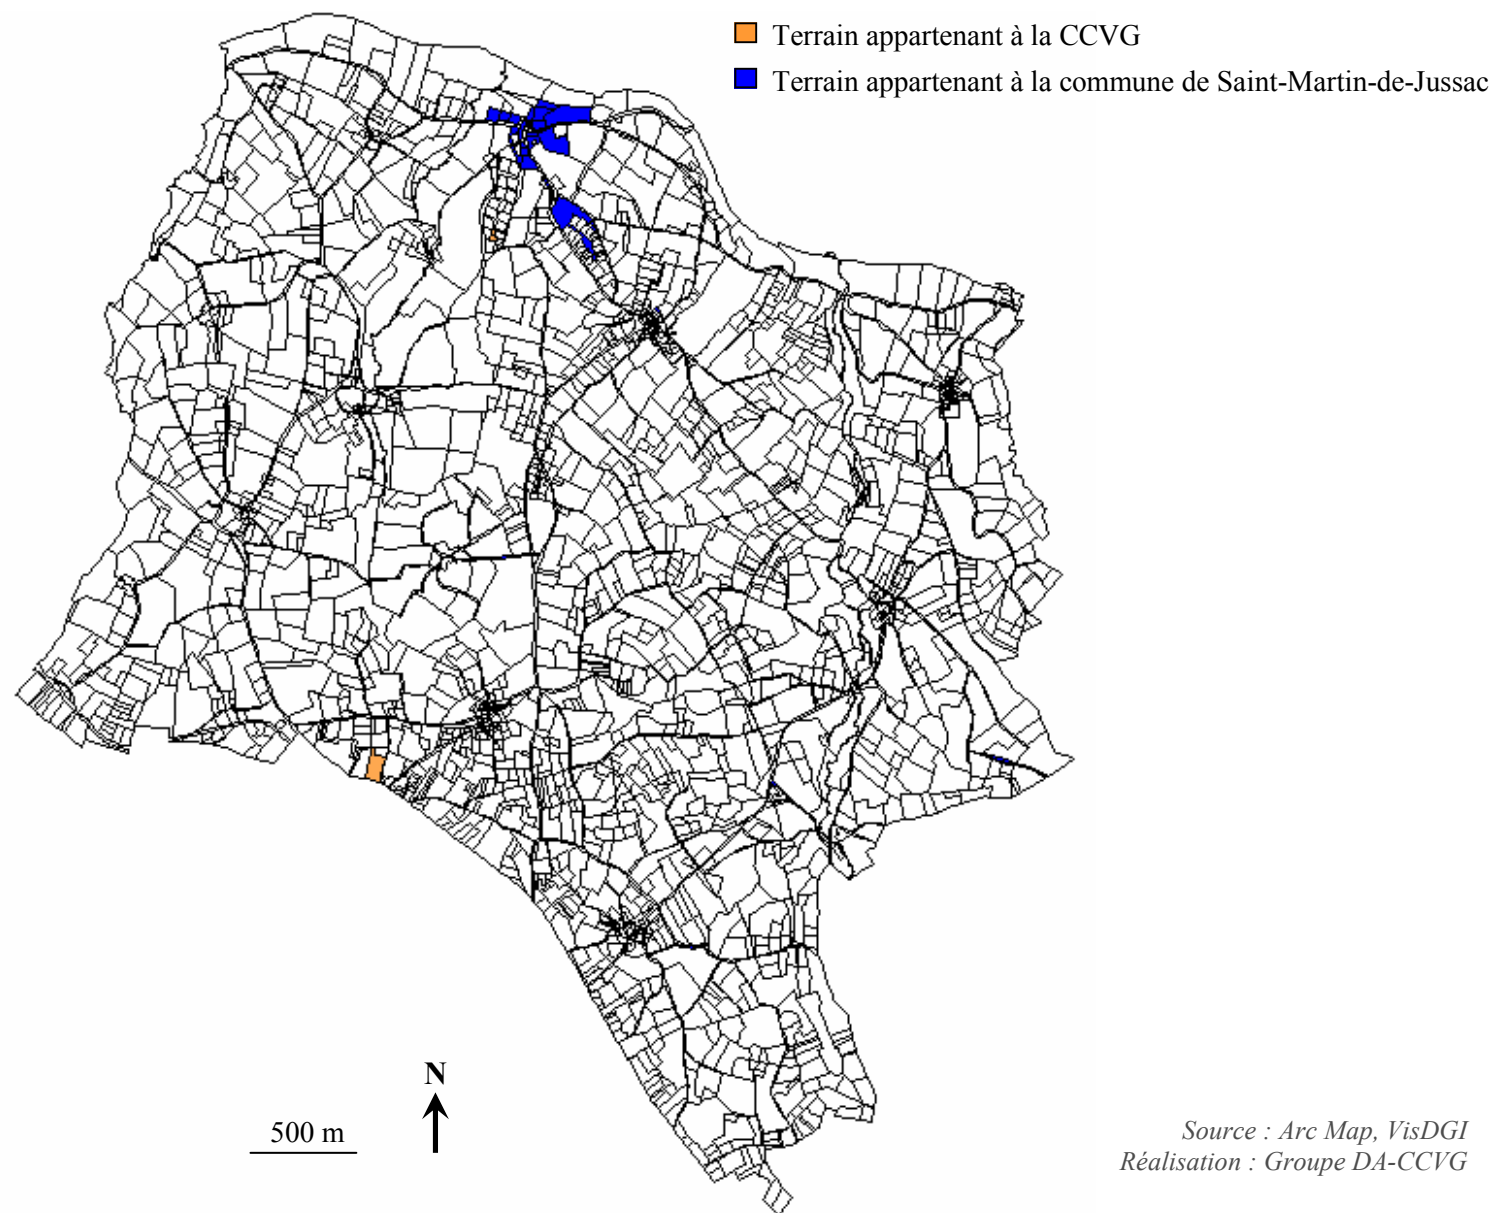 Terrain appartenant à la CCVG
Terrain appartenant à la commune de Saint-Martin-de-Jussac
N
500 m
Source : Arc Map, VisDGI
Réalisation : Groupe DA-CCVG